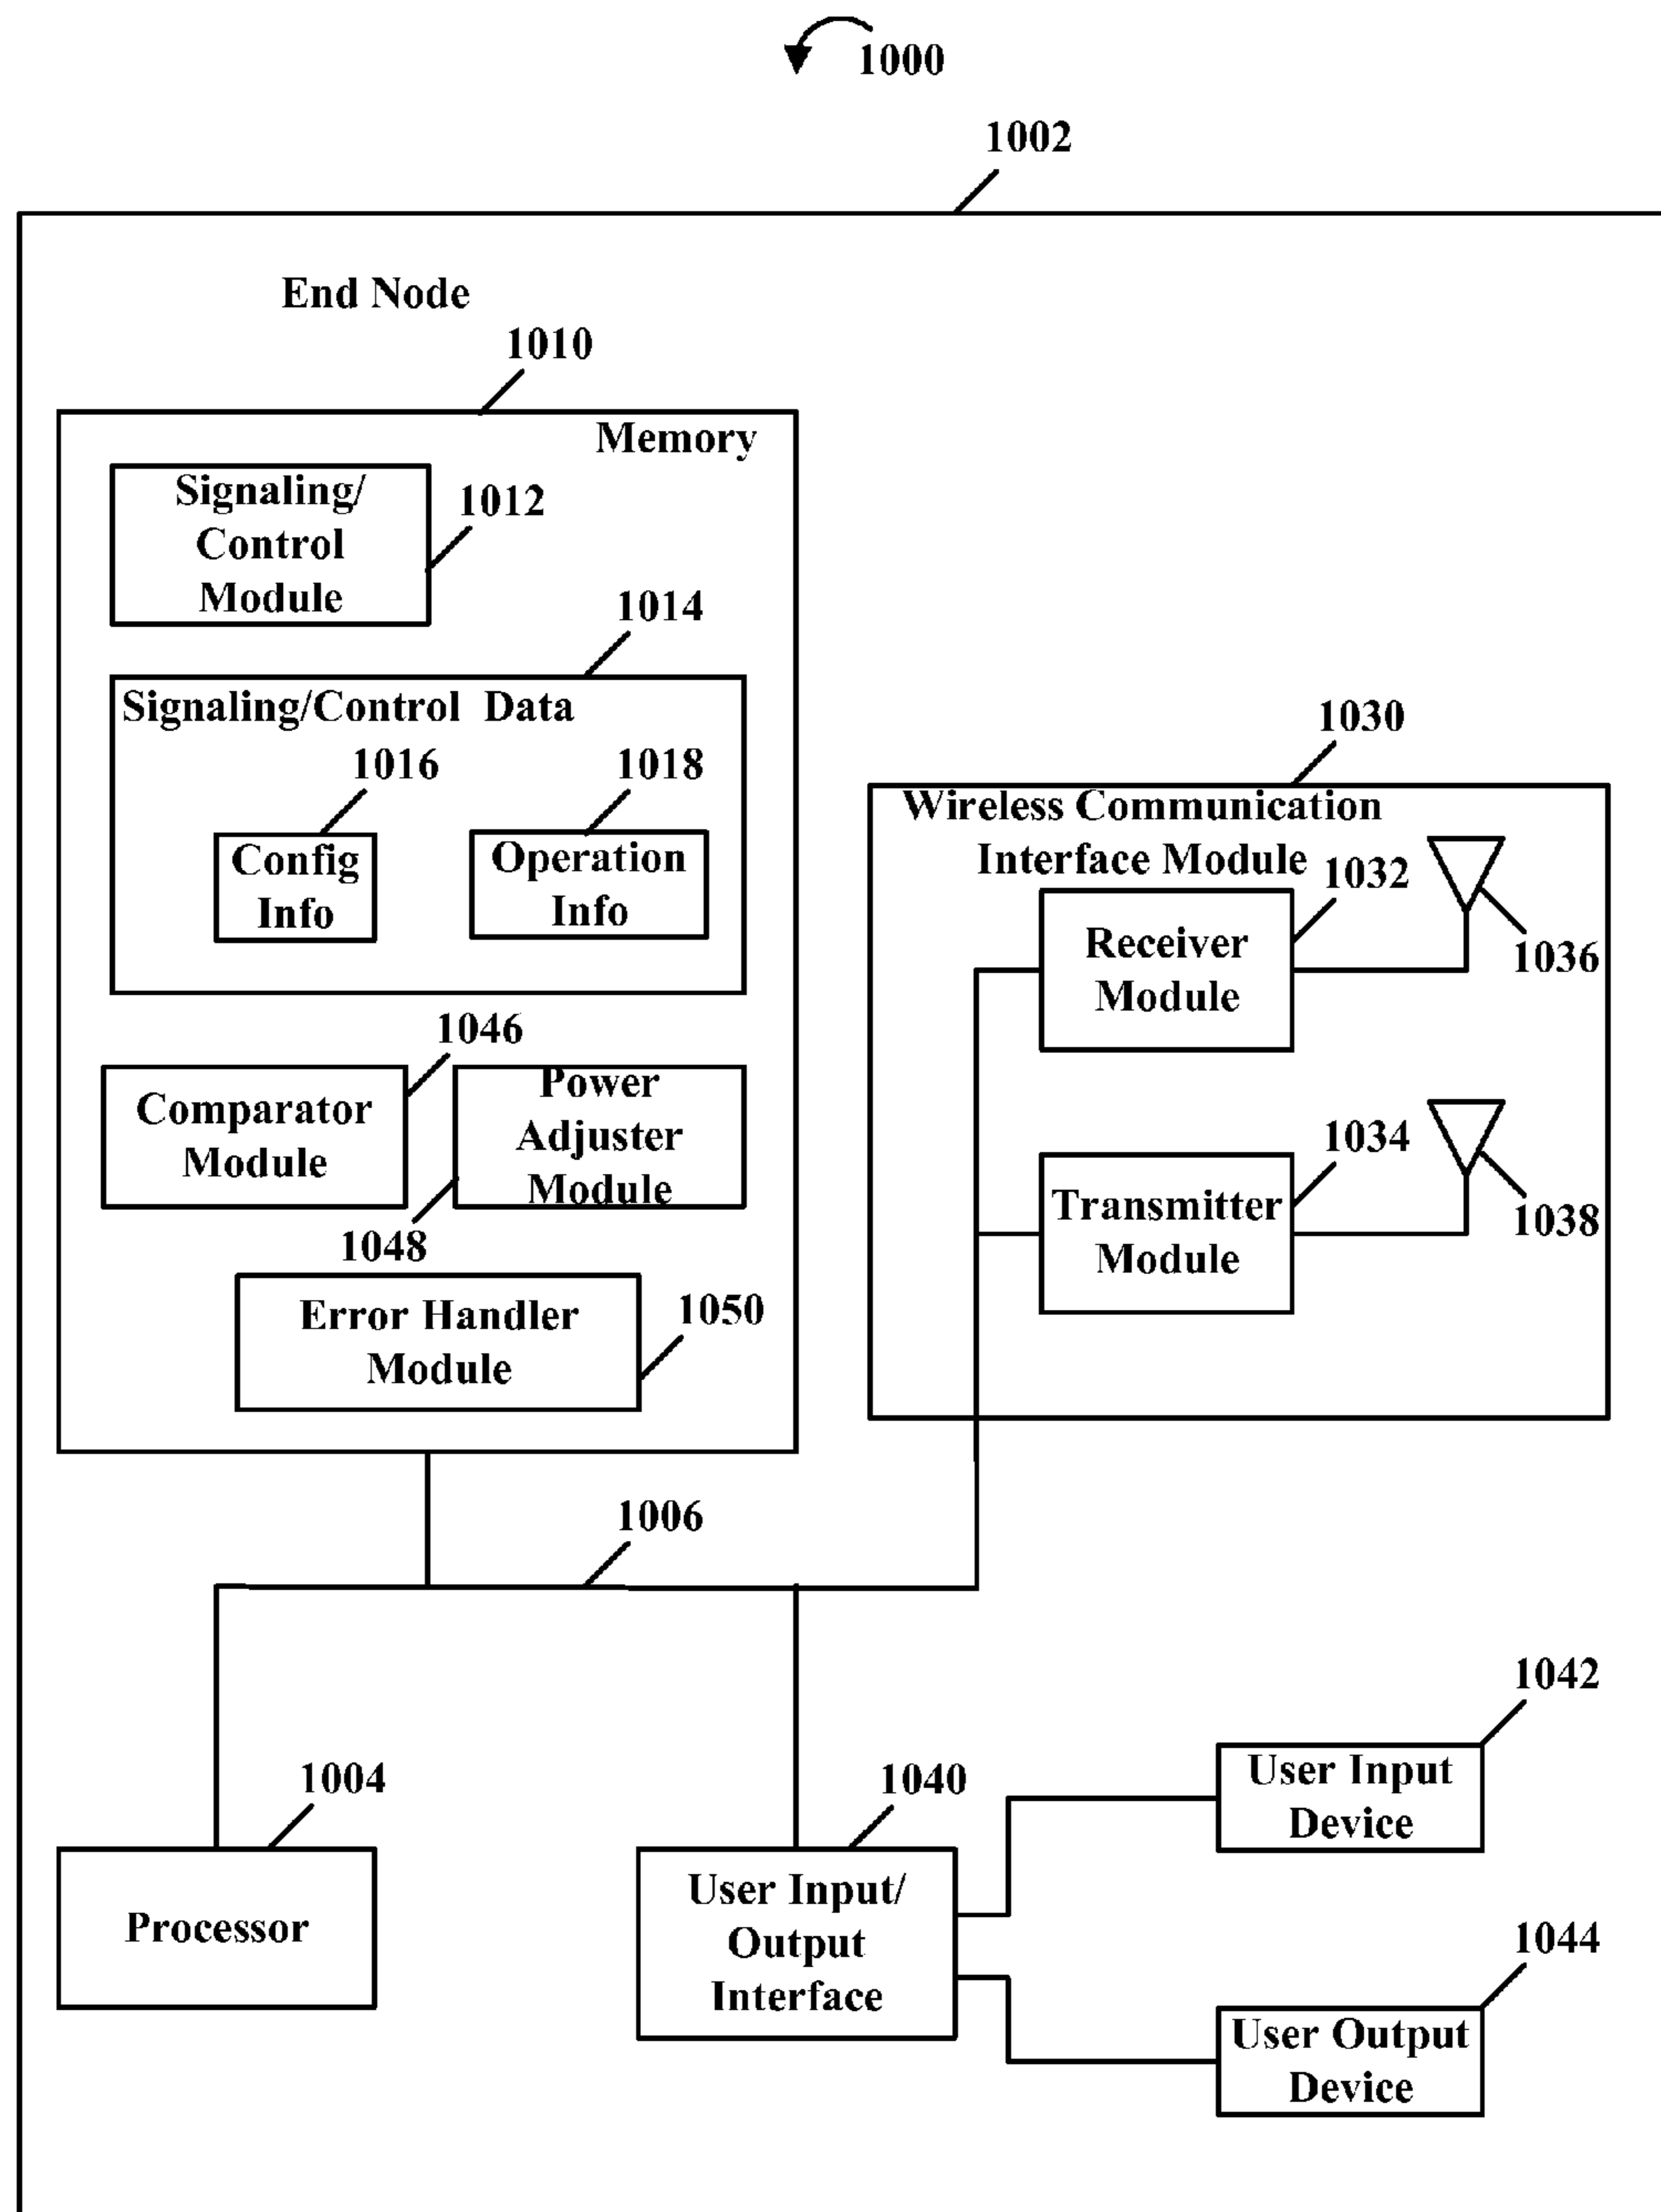 1000
1002
End Node
1010
Memory
Signaling/
Control
Module
1012
1014
Signaling/Control Data
1016
1018
Config
Info
Operation
Info
1046
Comparator
Module
Power
Adjuster
Module
1048
Error Handler
Module
1050
1030
Wireless Communication
Interface Module
1032
Receiver
Module
1036
1034
Transmitter
Module
1038
1006
1004
Processor
1040
User Input/
Output
Interface
1042
User Input
Device
1044
User Output
Device